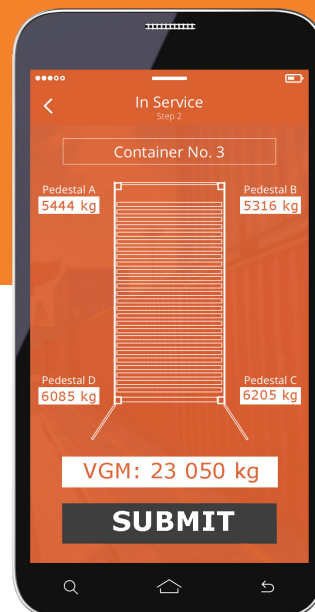 In Service
Step 2
Container No. 3
Pedestal A
5444 kg
Pedestal B
5316 kg
Pedestal D
6085 kg
Pedestal C
6205 kg
VGM: 23 050 kg
SUBMIT